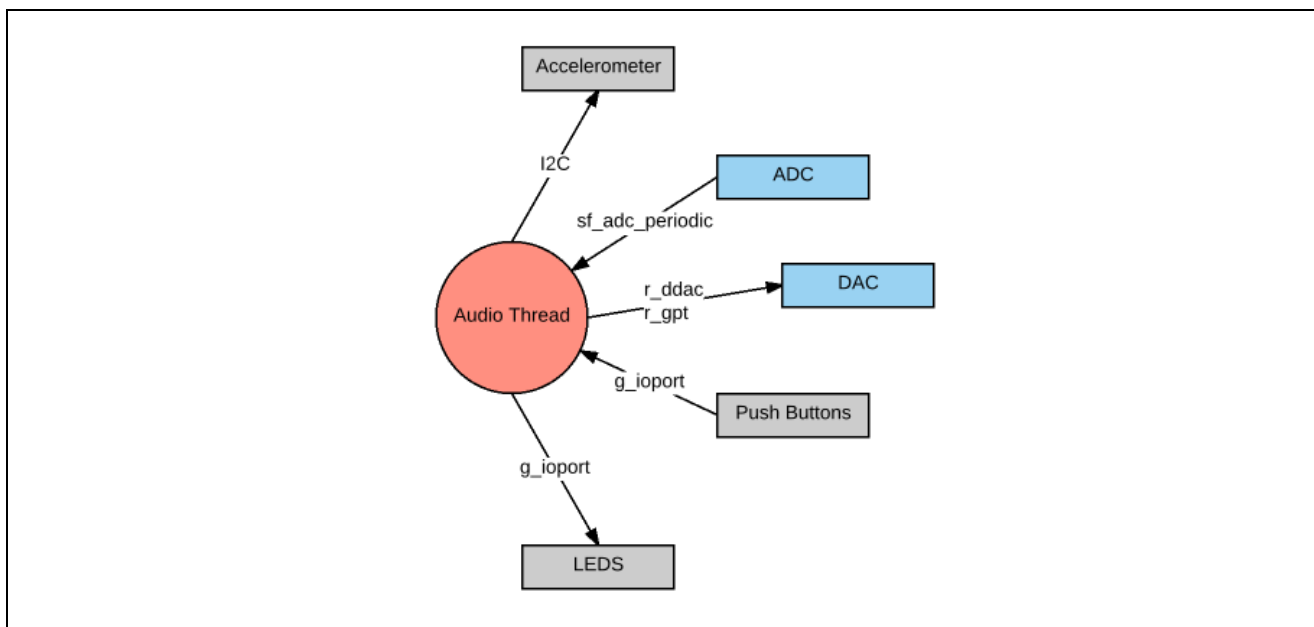 Accelerometer
I2C
ADC
sf_adc_periodic
DAC
r_ddac
r_gpt
Audio Thread
g_ioport
Push Buttons
g_ioport
LEDS